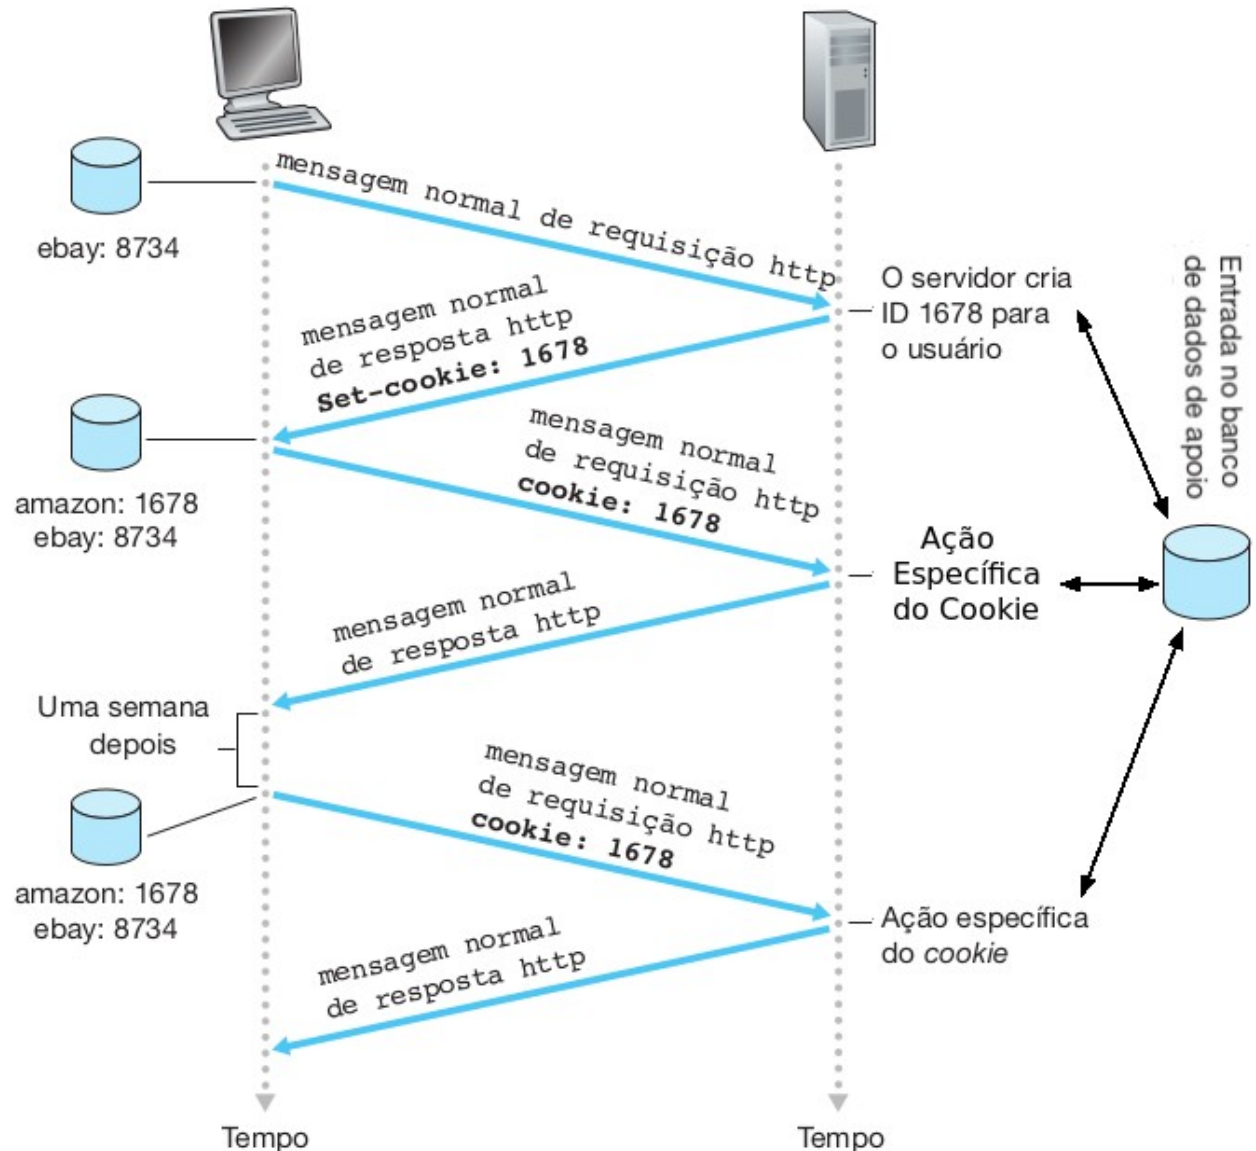 mensagem normal de requisição http
ebay: 8734
O servidor cria
ID 1678 para
o usuário
Entrada no banco
de dados de apoio
mensagem normal
de resposta http
Set-cookie: 1678
amazon: 1678
ebay: 8734
mensagem normal
de requisição http
cookie: 1678
Ação
Específica
do Cookie
mensagem normal
de resposta http
Uma semana
depois
mensagem normal
de requisição http
cookie: 1678
amazon: 1678
ebay: 8734
Ação específica
do cookie
mensagem normal
de resposta http
Tempo
Tempo